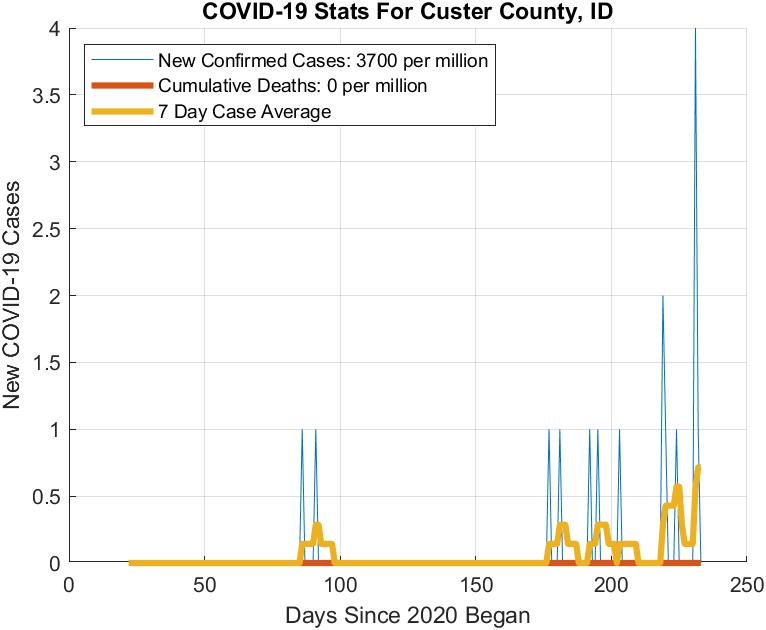 COVID-19 Stats For Custer County, ID
New Confirmed Cases: 3700 per million
Cumulative Deaths: 0 per million
7 Day Case Average
New COVID-19 Cases
4
3.5
3
2.5
2
1.5
1
0.5
0
0 50 100 150 200 250
Days Since 2020 Began